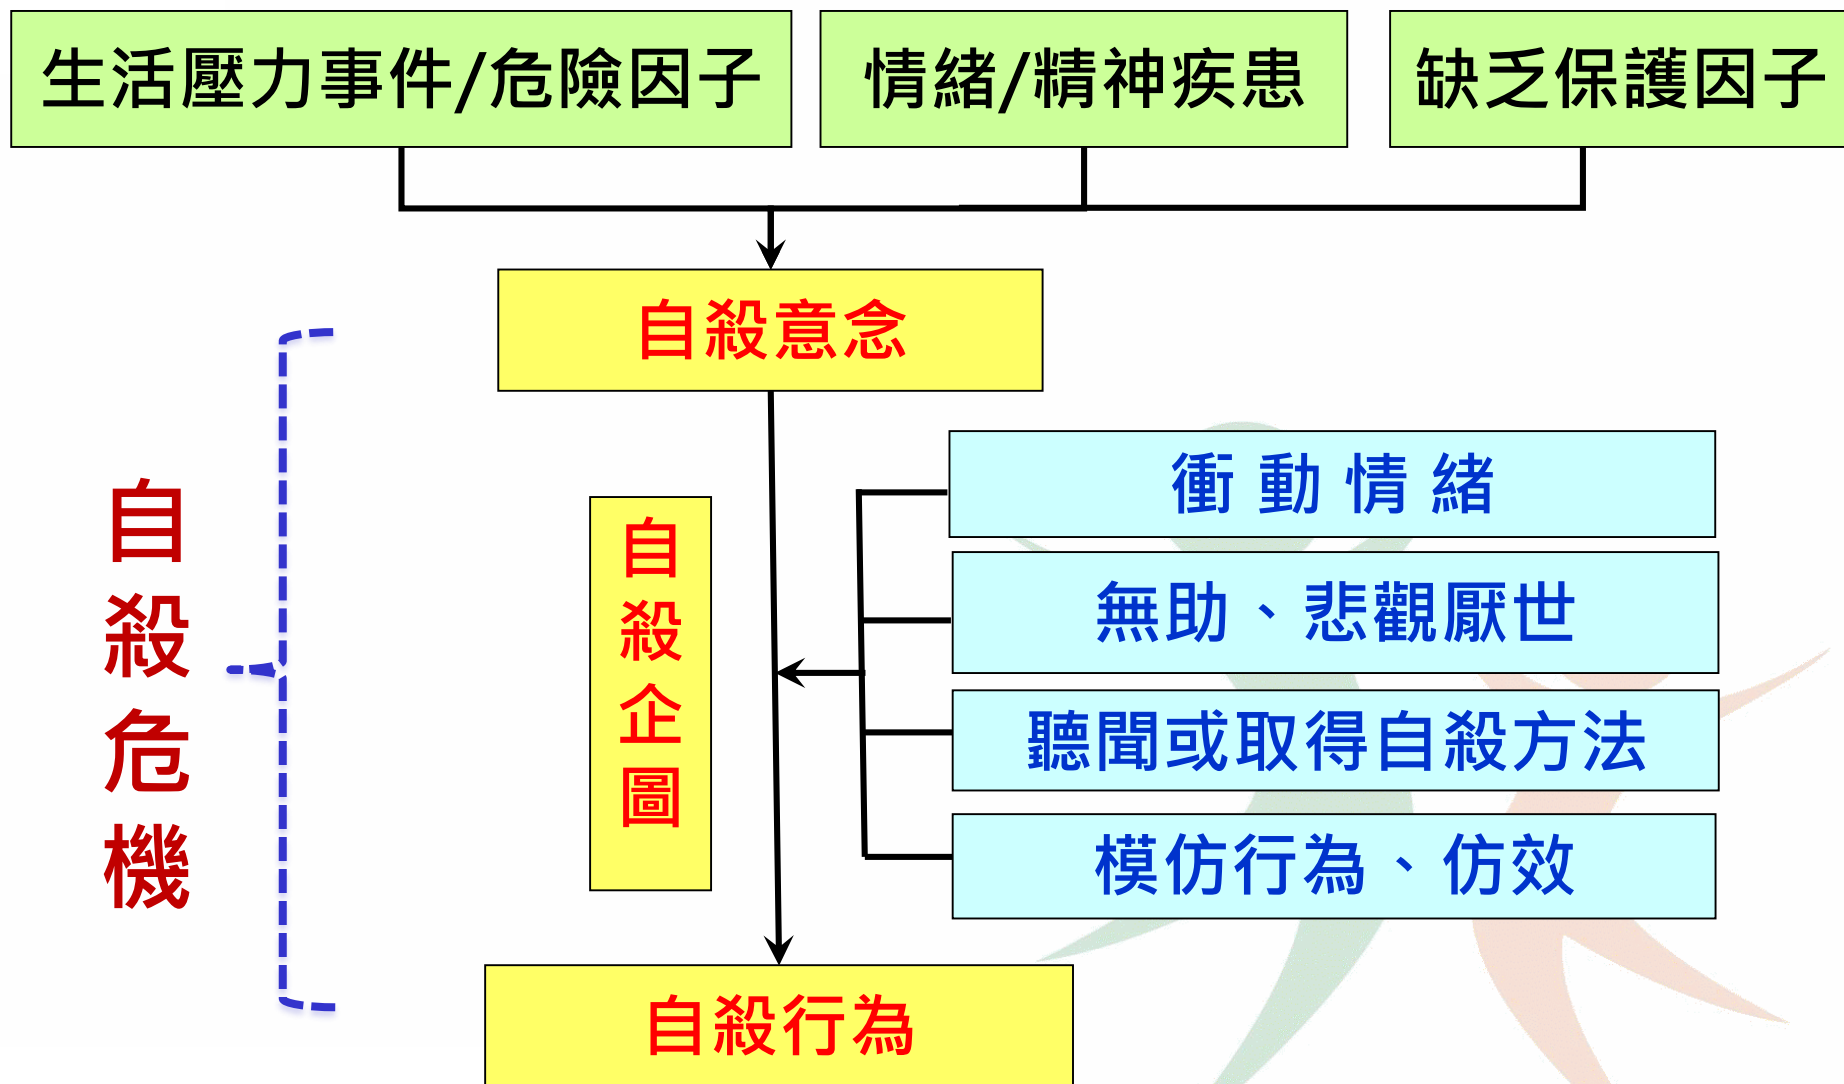 生活壓力事件/危險因子
情緒/精神疾患
缺乏保護因子
自殺意念
自殺危機
自殺企圖
衝動情緒
無助、悲觀厭世
聽聞或取得自殺方法
模仿行為、仿效
自殺行為